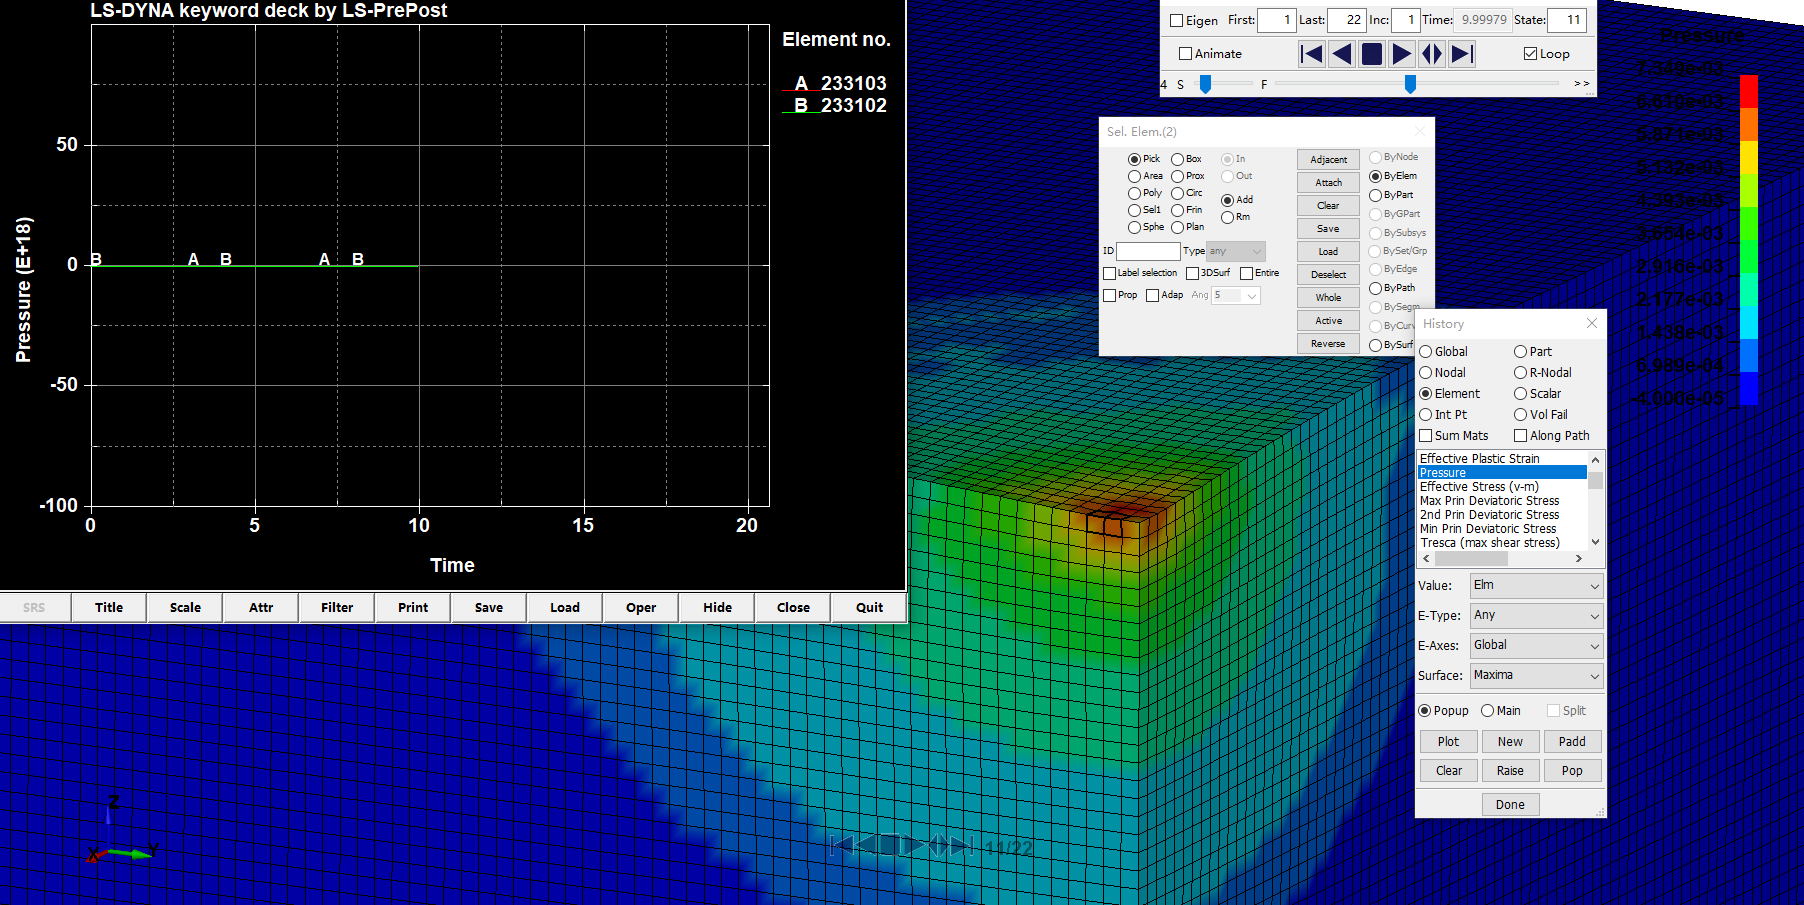 LS-DYNA keyword deck by LS-PrePost
Element no.
A 233103
B 233102
Pressure (E+18)
50
0
-50
-100
B A B A B
0 5 10 15 20
Time
SRS Title Scale Attr Filter Print Save Load Oper Hide Close Quit
Eigen First: 1 Last: 22 Inc: 1 Time: 9.99979 State: 11
Animate Loop
4 S F >>
Pressure
6.610e-03
5.871e-03
5.132e-03
4.393e-03
3.654e-03
2.916e-03
2.177e-03
1.438e-03
6.989e-04
-4.000e-05
Sel. Elem.(2)
Pick Box In
Area Prox Out
Poly Circ
Sel1 Frin Add
Sphe Plan Rm
ID Type any
Label selection 3DSurf Entire
Prop Adap Ang 5
Adjacent
Attach
Clear
Save
Load
Deselect
Whole
Active
Reverse
ByNode
ByElem
ByPart
ByGPart
BySubsys
BySet/Grp
ByEdge
ByPath
BySegm
ByCurv
BySurf
History
Global Part
Nodal R-Nodal
Element Scalar
Int Pt Vol Fail
Sum Mats Along Path
Effective Plastic Strain
Pressure
Effective Stress (v-m)
Max Prin Deviatoric Stress
2nd Prin Deviatoric Stress
Min Prin Deviatoric Stress
Tresca (max shear stress)
Value: Elm
E-Type: Any
E-Axes: Global
Surface: Maxima
Popup Main Split
Plot New Padd
Clear Raise Pop
Done
Z
X Y
11/22